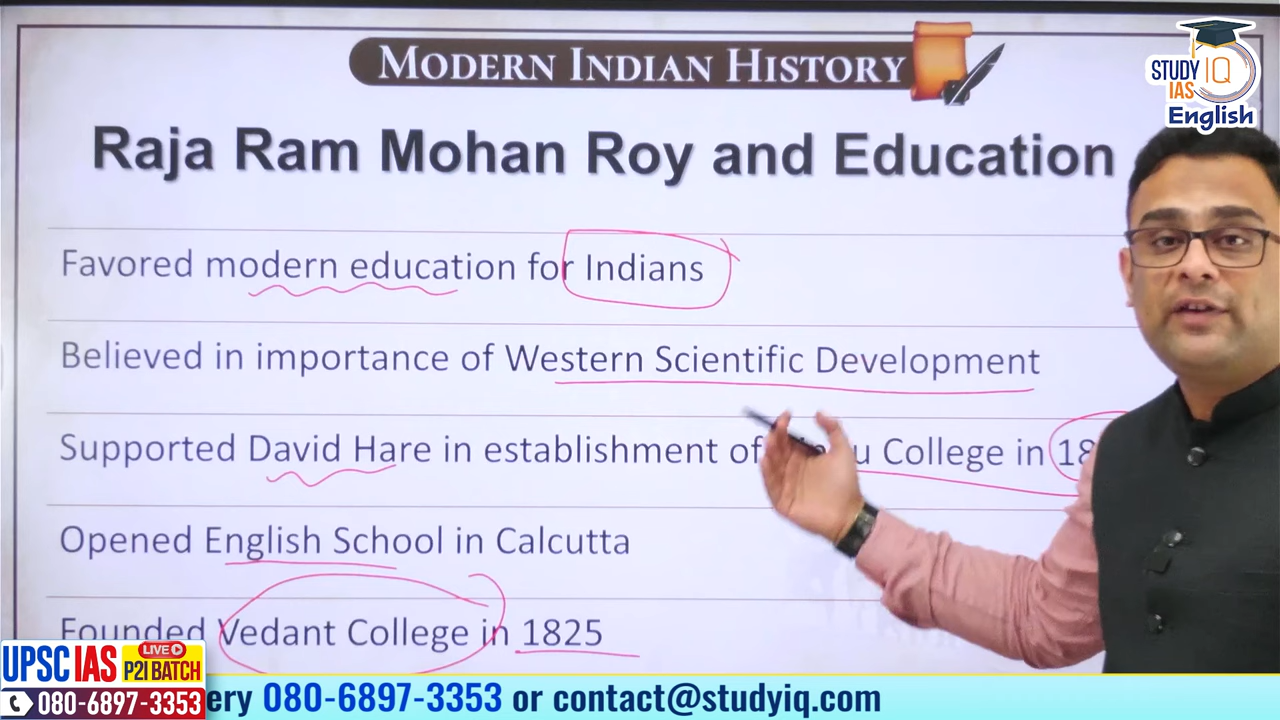 MODERN INDIAN HISTORY
STUDY IQ
IAS
English
Raja Ram Mohan Roy and Education
Favored modern education for Indians
Believed in importance of Western Scientific Development
Supported David Hare in establishment of College in
Opened English School in Calcutta
Founded Vedant College in 1825
UPSC IAS LIVE P2I BATCH
080-6897-3353
080-6897-3353 or contact@studyiq.com